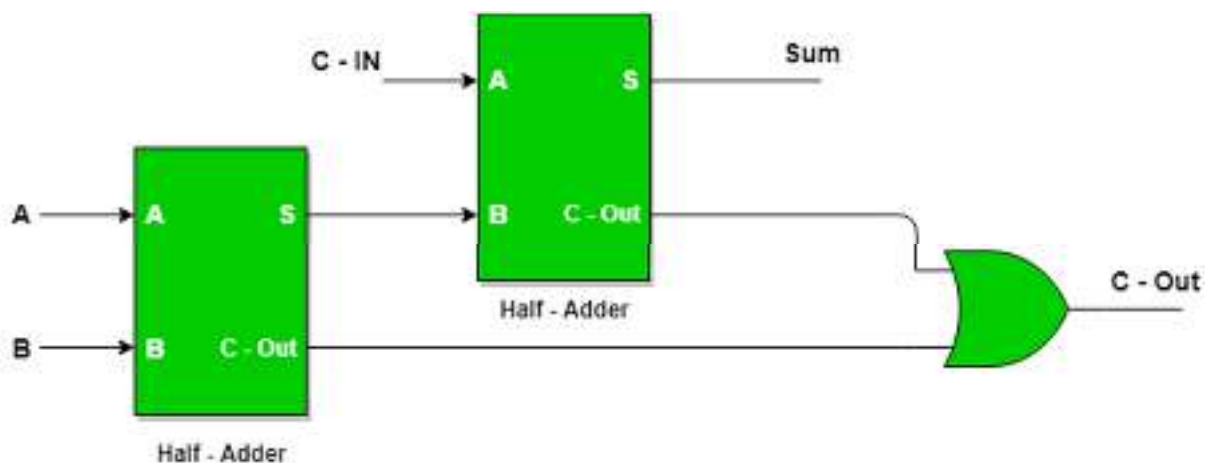 C - IN
Sum
A
S
A
A
S
B
C - Out
C - Out
Half - Adder
B
B
C - Out
Half - Adder